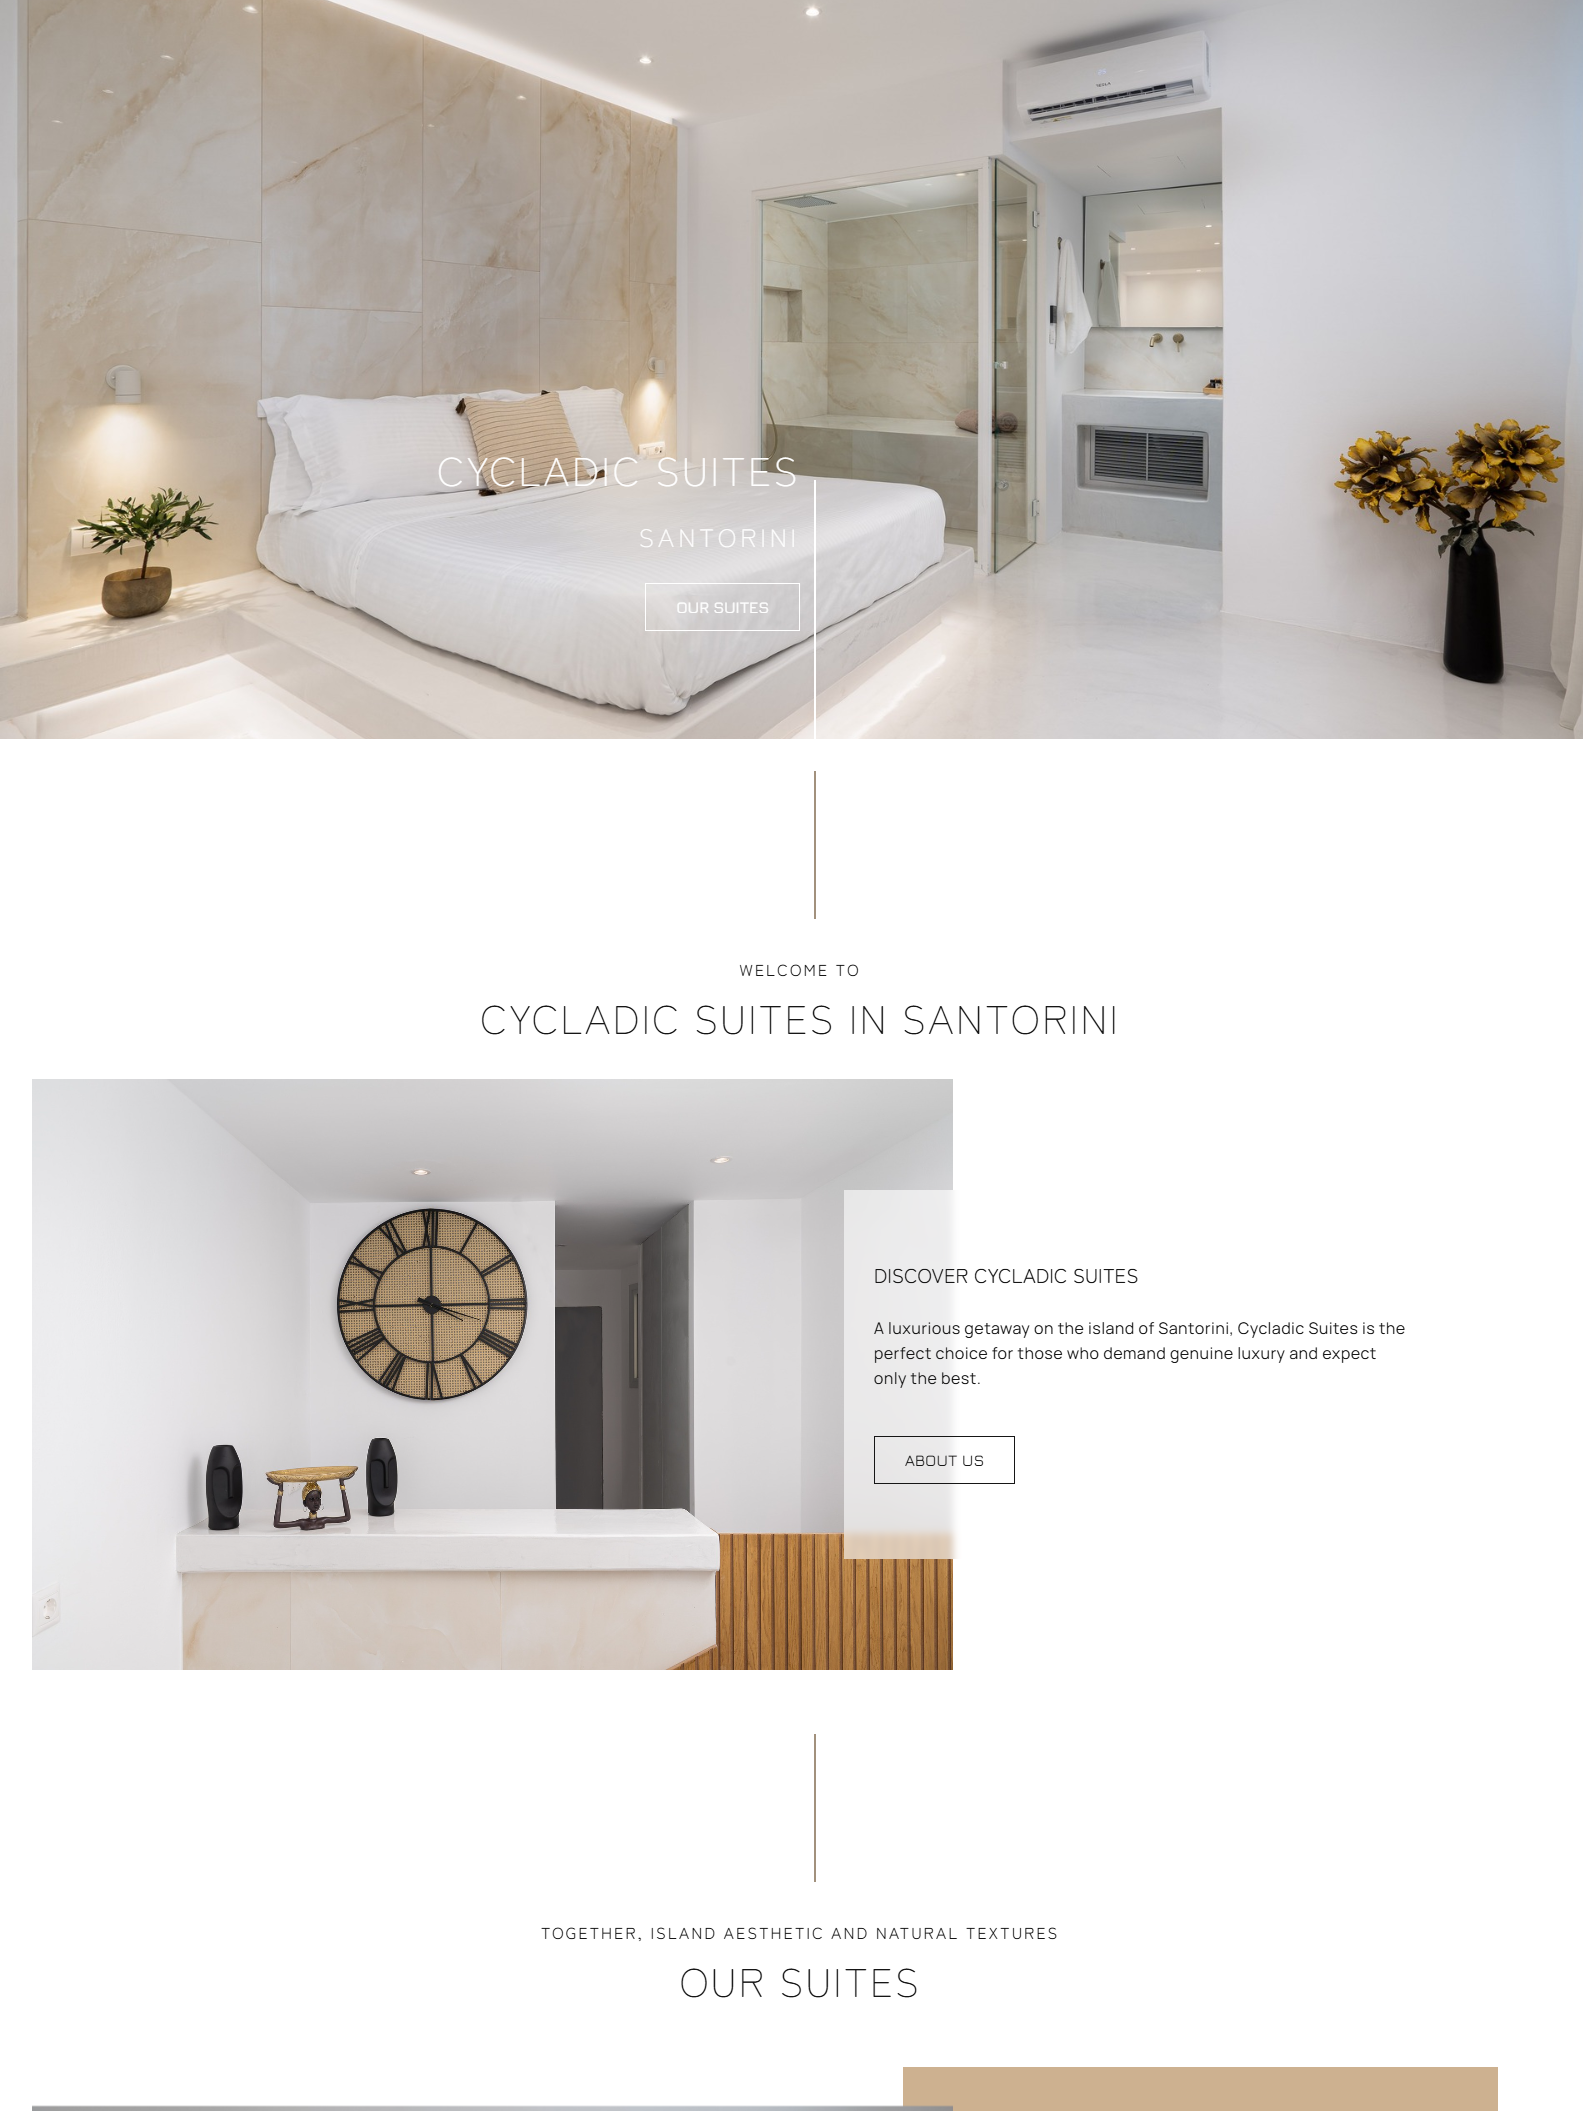 CYCLADIC SUITES
SANTORINI
OUR SUITES
WELCOME TO
CYCLADIC SUITES IN SANTORINI
DISCOVER CYCLADIC SUITES
A luxurious getaway on the island of Santorini, Cycladic Suites is the
perfect choice for those who demand genuine luxury and expect
only the best.
ABOUT US
TOGETHER, ISLAND AESTHETIC AND NATURAL TEXTURES
OUR SUITES